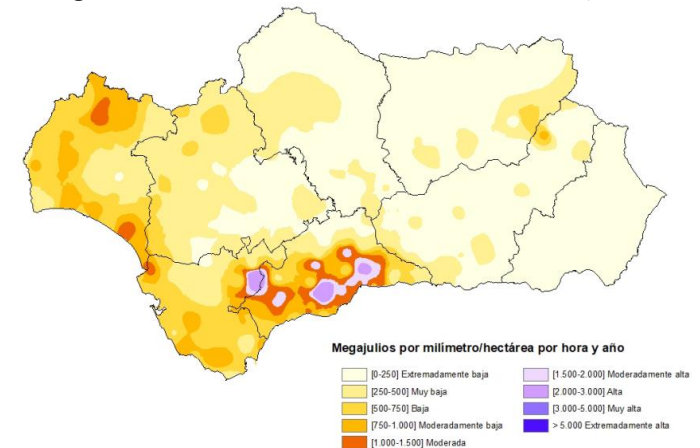 Megajulios por milímetro/hectárea por hora y año
[0-250] Extremadamente baja
[250-500] Muy baja
[500-750] Baja
[750-1.000] Moderadamente baja
[1.000-1.500] Moderada
[1.500-2.000] Moderadamente alta
[2.000-3.000] Alta
[3.000-5.000] Muy alta
> 5.000 Extremadamente alta